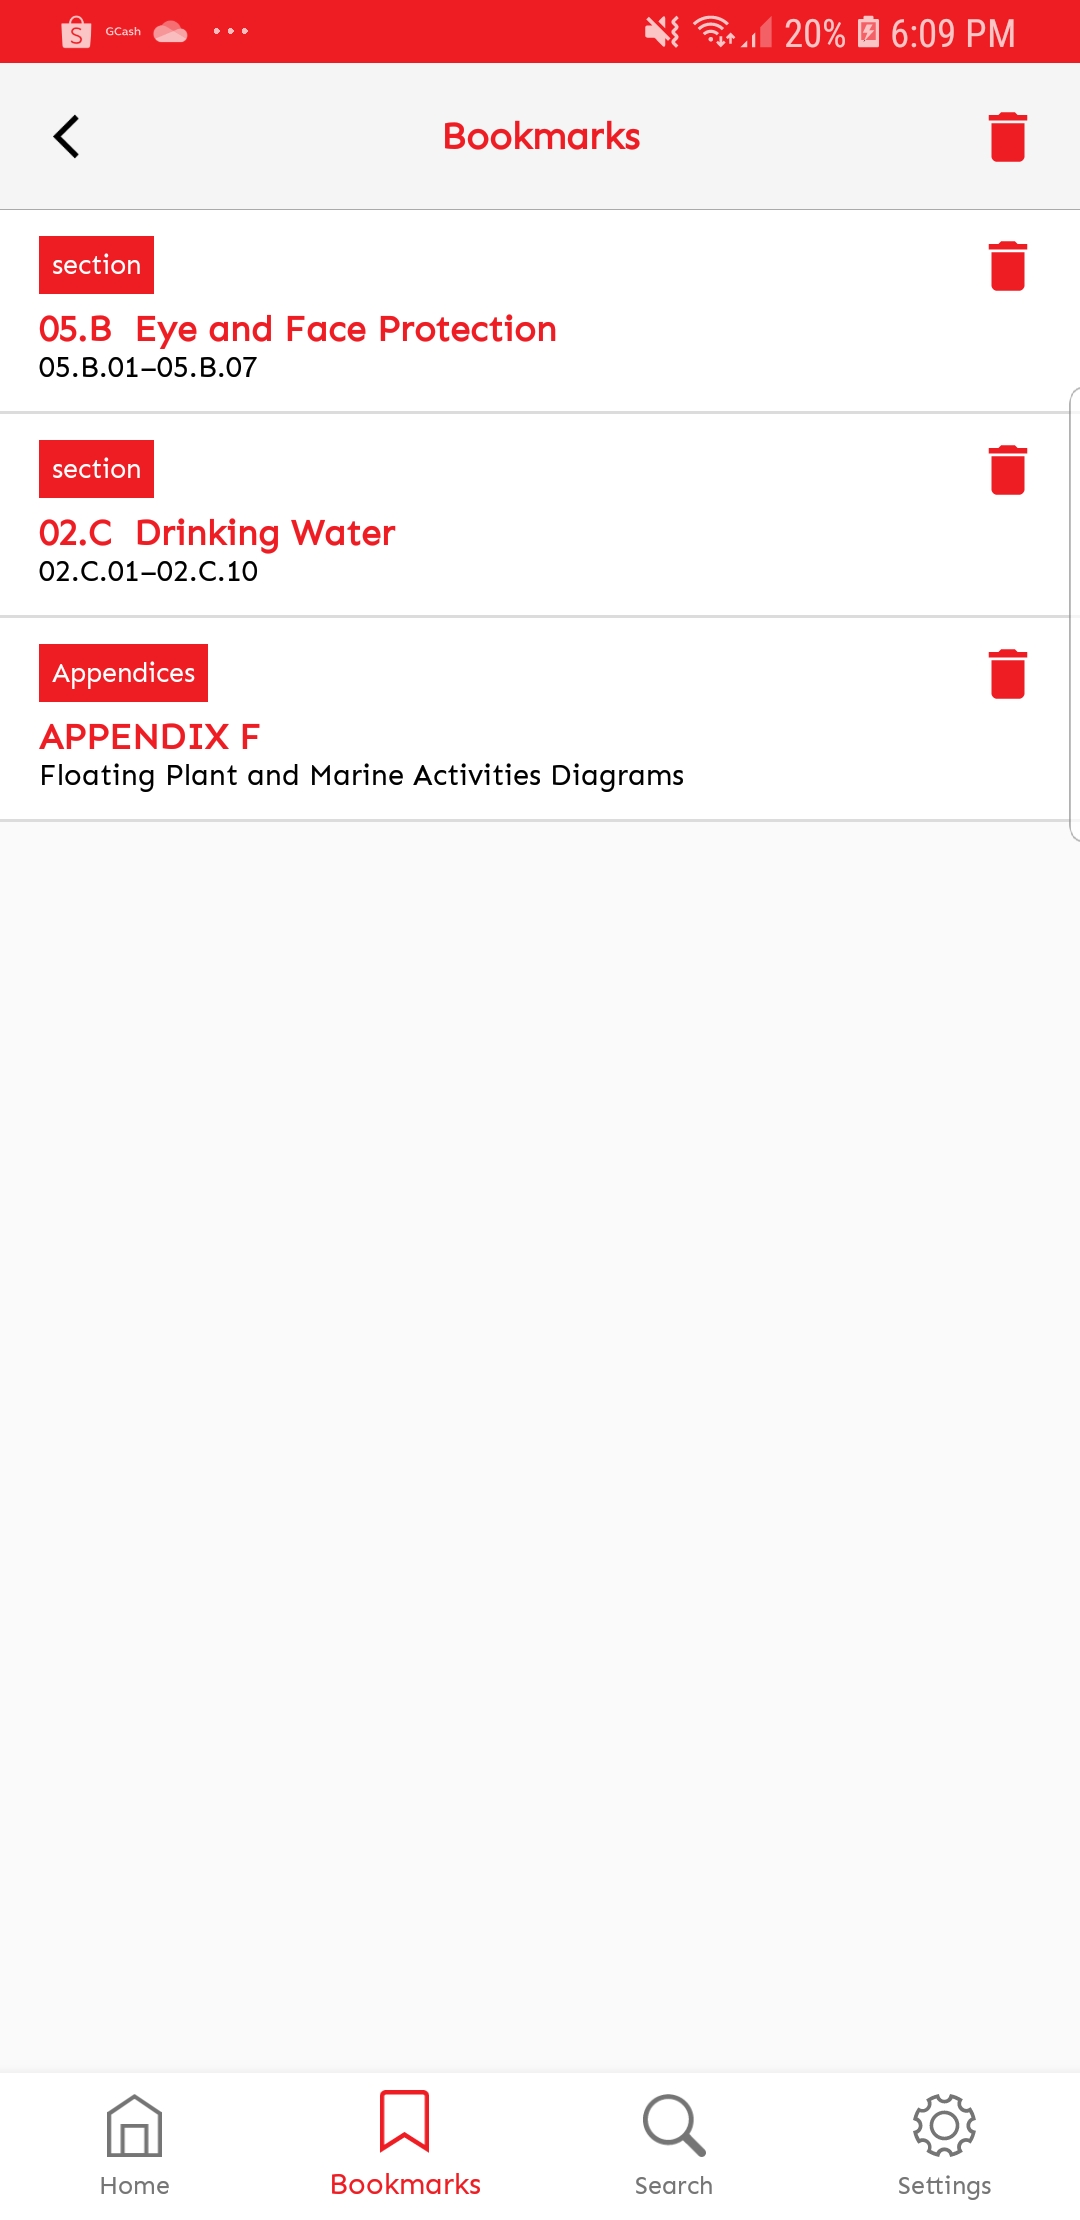 GCash 20% 6:09 PM
Bookmarks
section
05.B Eye and Face Protection
05.B.01–05.B.07
section
02.C Drinking Water
02.C.01–02.C.10
Appendices
APPENDIX F
Floating Plant and Marine Activities Diagrams
Home Bookmarks Search Settings